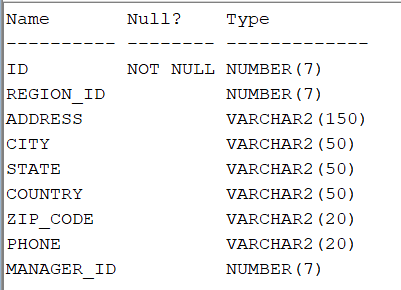 Name Null? Type
---------- -------- -------------
ID NOT NULL NUMBER(7)
REGION_ID NUMBER(7)
ADDRESS VARCHAR2(150)
CITY VARCHAR2(50)
STATE VARCHAR2(50)
COUNTRY VARCHAR2(50)
ZIP_CODE VARCHAR2(20)
PHONE VARCHAR2(20)
MANAGER_ID NUMBER(7)